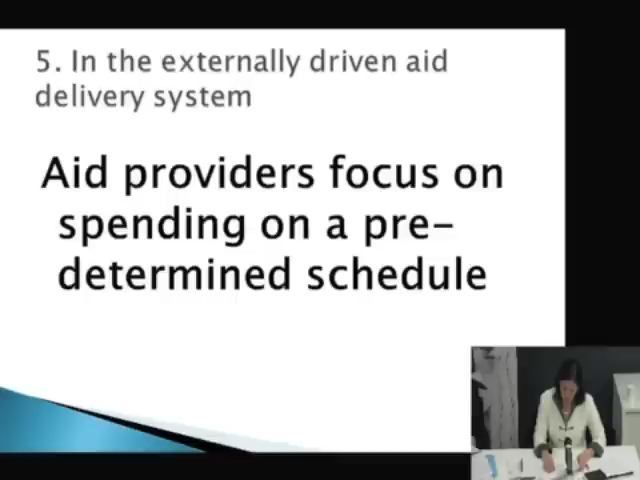 5. In the externally driven aid
delivery system
Aid providers focus on
spending on a pre-
determined schedule